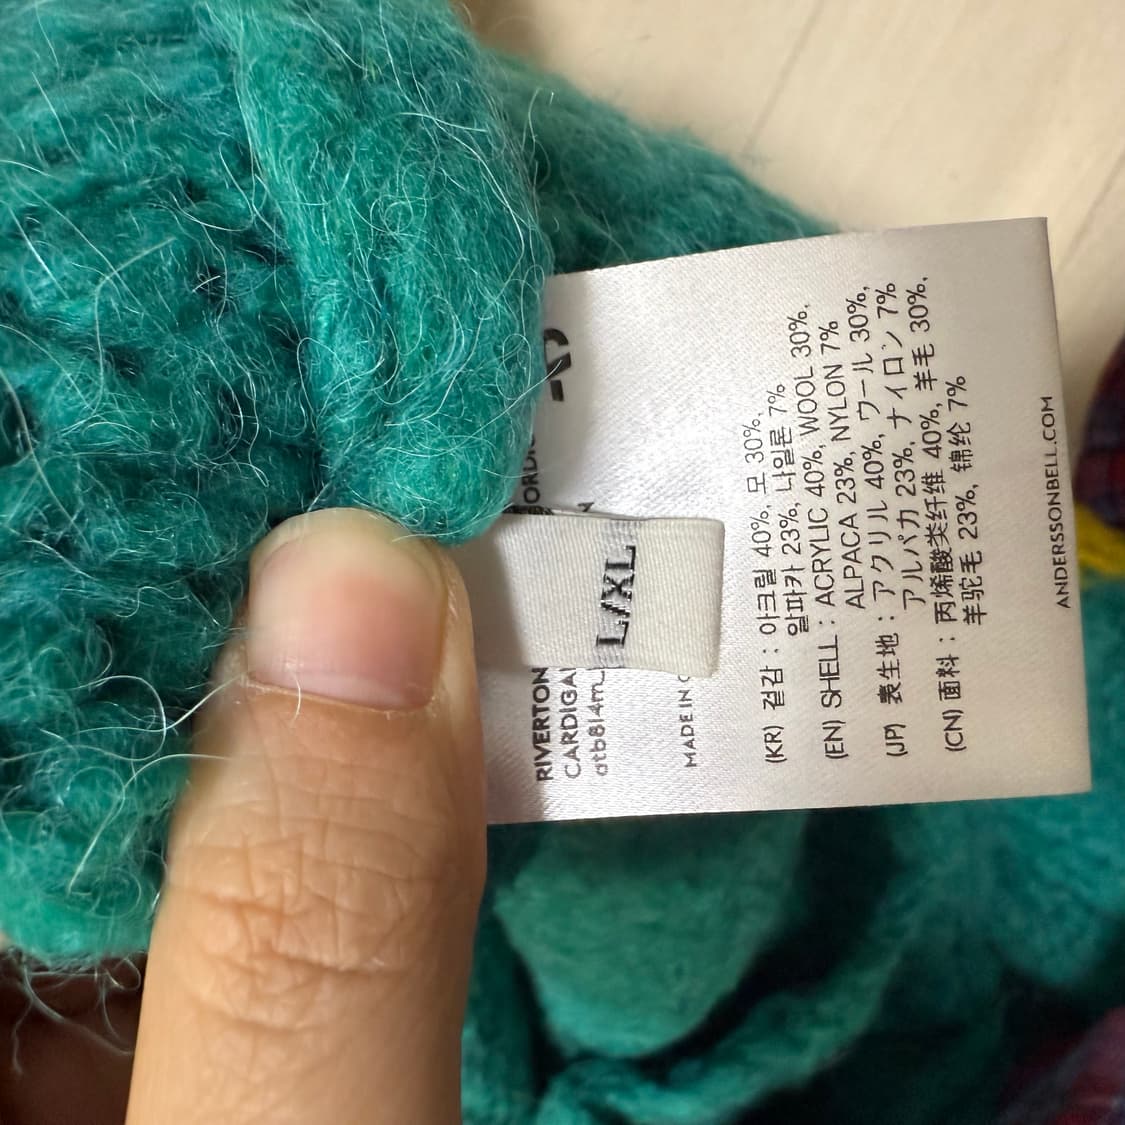 RIVERTON
CARDIGA
atb814m_
L/XL
MADE IN
(KR) 겉감 : 아크릴 40%, 모 30%,
알파카 23%, 나일론 7%
(EN) SHELL : ACRYLIC 40%, WOOL 30%,
ALPACA 23%, NYLON 7%
(JP) 表生地 : アクリル 40%, ウール 30%,
アルパカ 23%, ナイロン 7%
(CN) 面料 : 丙烯酸类纤维 40%, 羊毛 30%,
羊驼毛 23%, 锦纶 7%
ANDERSSONBELL.COM